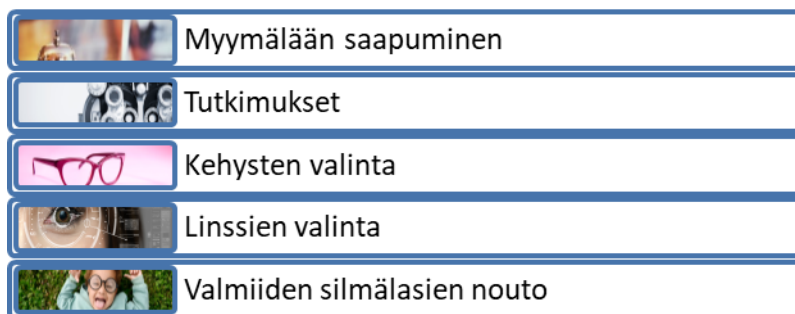 Myymälään saapuminen
Tutkimukset
Kehysten valinta
Linssien valinta
Valmiiden silmälasien nouto